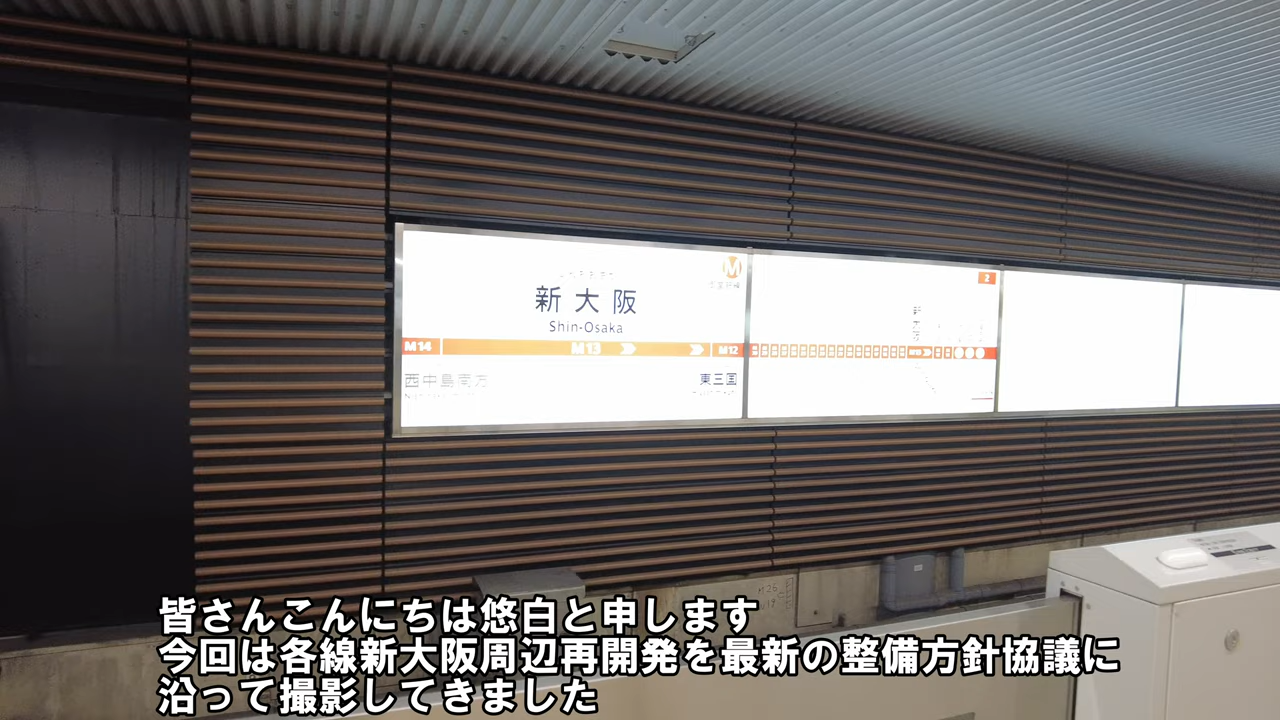 M
新大阪
Shin-Osaka
M14
M13
M12
西中島南方
東三国
2
皆さんこんにちは悠白と申します
今回は各線新大阪周辺再開発を最新の整備方針協議に
沿って撮影してきました